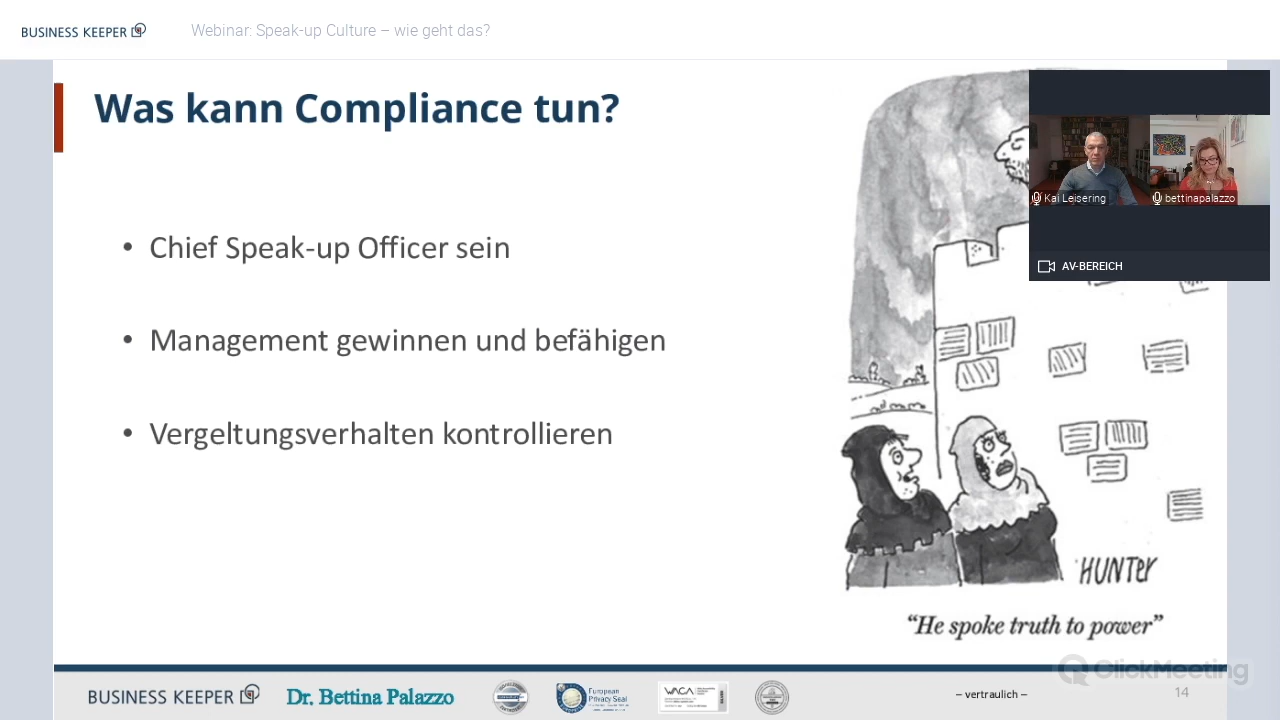 BUSINESS KEEPER
Webinar: Speak-up Culture – wie geht das?
Was kann Compliance tun?
Kai Leisering
bettinapalazzo
AV-BEREICH
• Chief Speak-up Officer sein
• Management gewinnen und befähigen
• Vergeltungsverhalten kontrollieren
HUNTER
“He spoke truth to power”
ClickMeeting
BUSINESS KEEPER
Dr. Bettina Palazzo
European
Privacy Seal
WACA
– vertraulich –
14